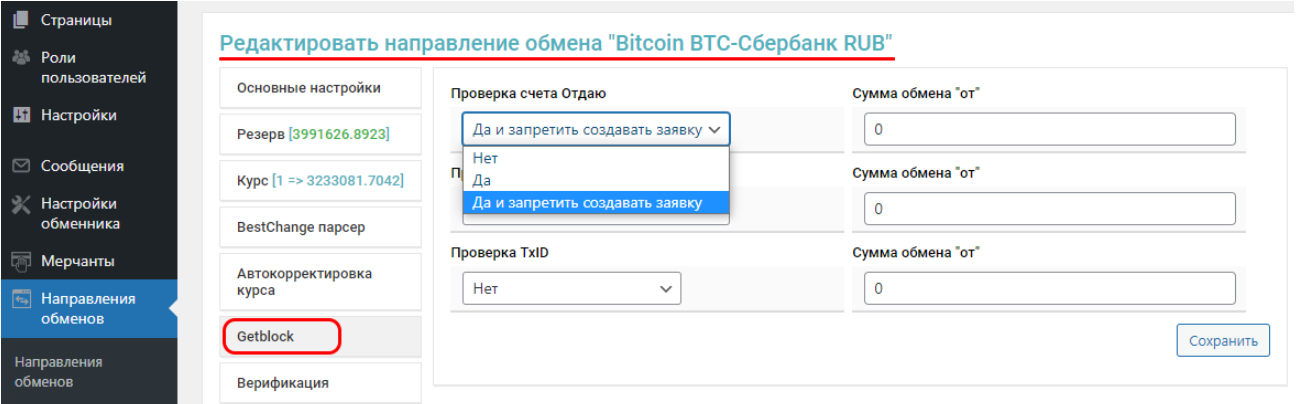 Страницы
Роли
пользователей
Настройки
Сообщения
Настройки
обменника
Мерчанты
Направления
обменов
Направления
обменов
Редактировать направление обмена "Bitcoin BTC-Сбербанк RUB"
Основные настройки
Резерв [3991626.8923]
Курс [1 => 3233081.7042]
BestChange парсер
Автокорректировка
курса
Getblock
Верификация
Проверка счета Отдаю
Сумма обмена "от"
Да и запретить создавать заявку
0
Нет
Да
Да и запретить создавать заявку
Сумма обмена "от"
0
Проверка TxID
Сумма обмена "от"
Нет
0
Сохранить